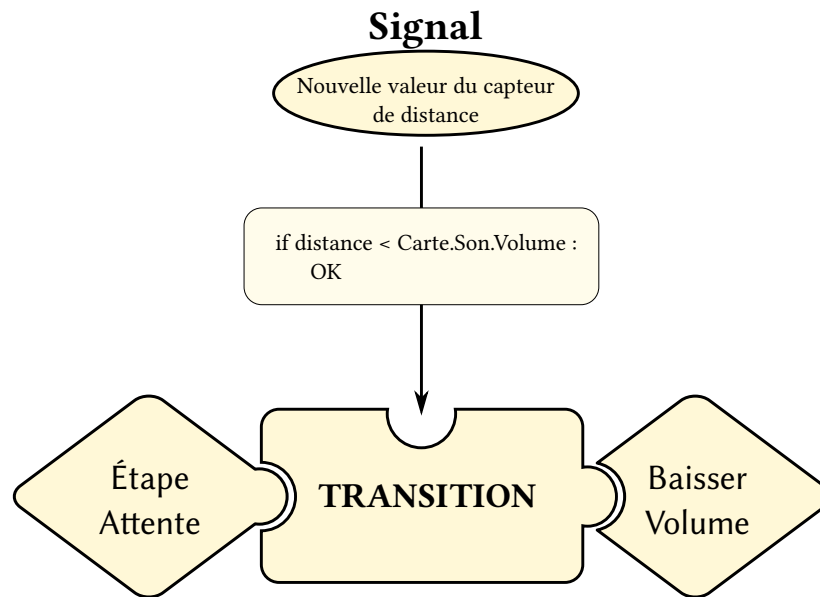 Signal
Nouvelle valeur du capteur
de distance
if distance < Carte.Son.Volume :
OK
Étape
Attente
TRANSITION
Baisser
Volume